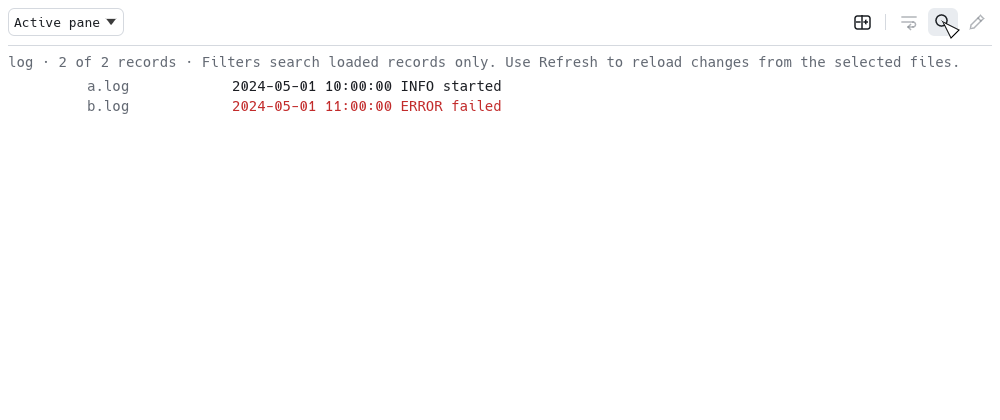 Active pane
log · 2 of 2 records · Filters search loaded records only. Use Refresh to reload changes from the selected files.
a.log 2024-05-01 10:00:00 INFO started
b.log 2024-05-01 11:00:00 ERROR failed